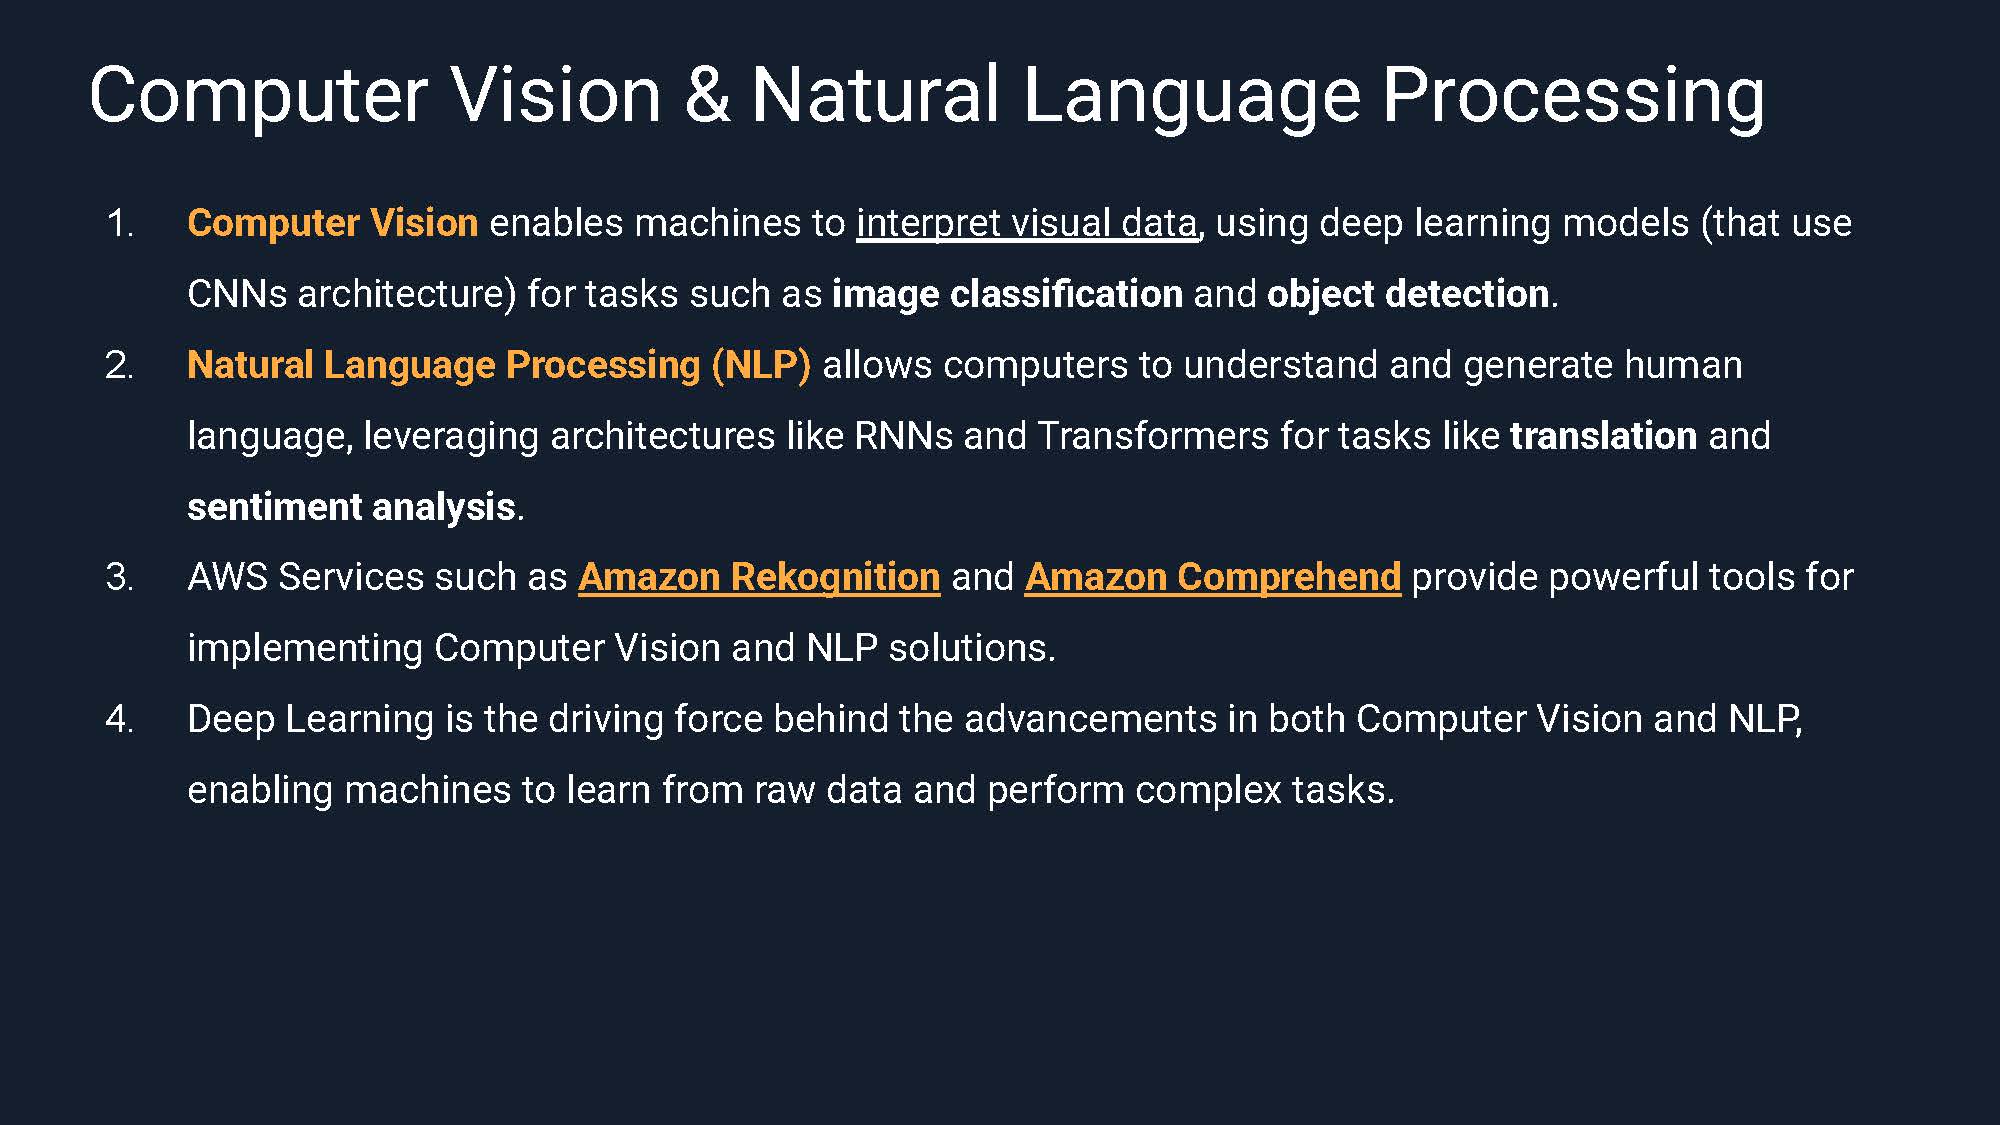 Computer Vision & Natural Language Processing
1. Computer Vision enables machines to interpret visual data, using deep learning models (that use
CNNs architecture) for tasks such as image classification and object detection.
2. Natural Language Processing (NLP) allows computers to understand and generate human
language, leveraging architectures like RNNs and Transformers for tasks like translation and
sentiment analysis.
3. AWS Services such as Amazon Rekognition and Amazon Comprehend provide powerful tools for
implementing Computer Vision and NLP solutions.
4. Deep Learning is the driving force behind the advancements in both Computer Vision and NLP,
enabling machines to learn from raw data and perform complex tasks.